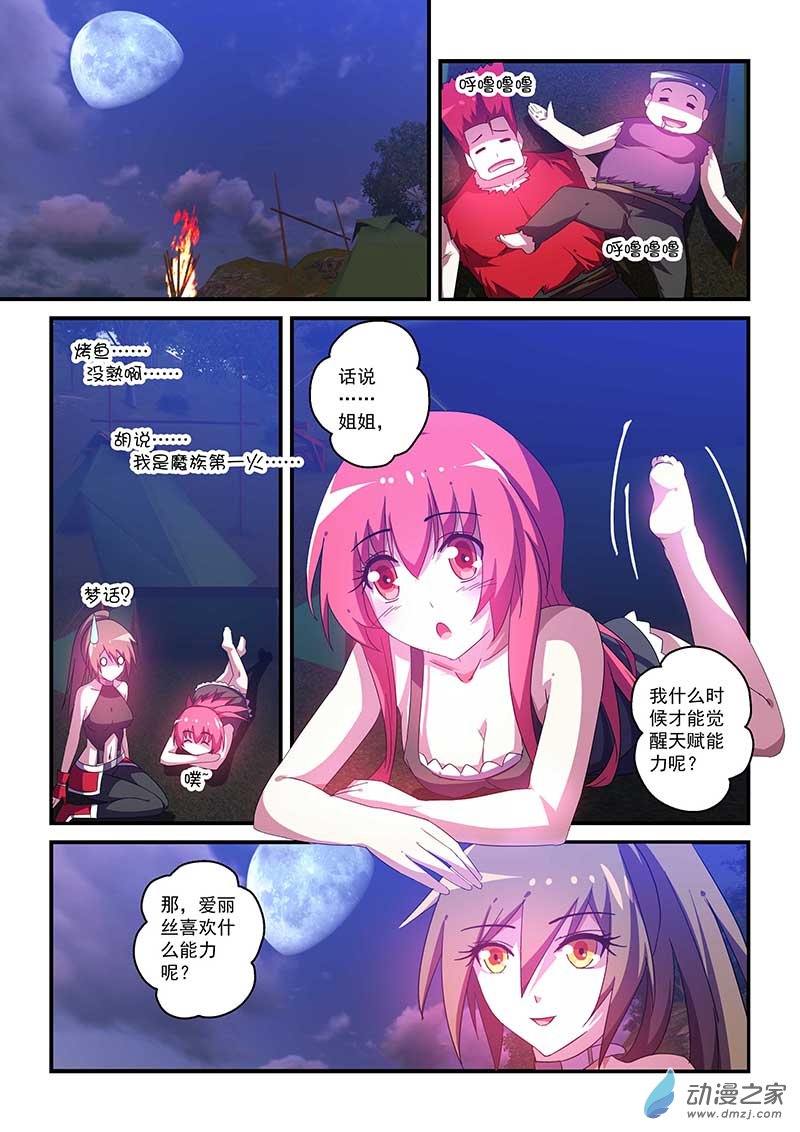 呼噜噜噜
呼噜噜噜
烤鱼……
没熟啊……
胡说……
我是魔族第一火……
梦话？
噗~
话说
……
姐姐，
我什么时
候才能觉
醒天赋能
力呢？
那，爱丽
丝喜欢什
么能力
呢？
动漫之家
www.dmzj.com